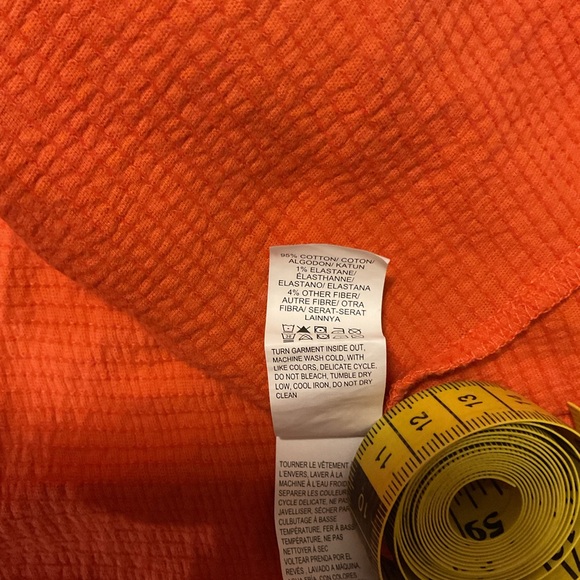 95% COTTON/ COTON/
ALGODON/ KATUN
1% ELASTANE/
ÉLASTHANNE/
ELASTANO/ ELASTANA
4% OTHER FIBER/
AUTRE FIBRE/ OTRA
FIBRA/ SERAT-SERAT
LAINNYA
TURN GARMENT INSIDE OUT,
MACHINE WASH COLD, WITH
LIKE COLORS, DELICATE CYCLE.
DO NOT BLEACH, TUMBLE DRY
LOW, COOL IRON, DO NOT DRY
CLEAN
TOURNER LE VÊTEMENT
L'ENVERS, LAVER À LA
MACHINE À L'EAU FROIDE
SÉPARER LES COULEURS
CYCLE DELICATE, NE PAS
JAVELLISER, SÉCHER PAR
CULBUTAGE À BASSE
TEMPÉRATURE, FER À BASSE
TEMPÉRATURE, NE PAS
NETTOYER À SEC
VOLTEAR PRENDA POR EL
REVÉS , LAVADO A MÁQUINA
CON COLORES
10 11 12 13
59